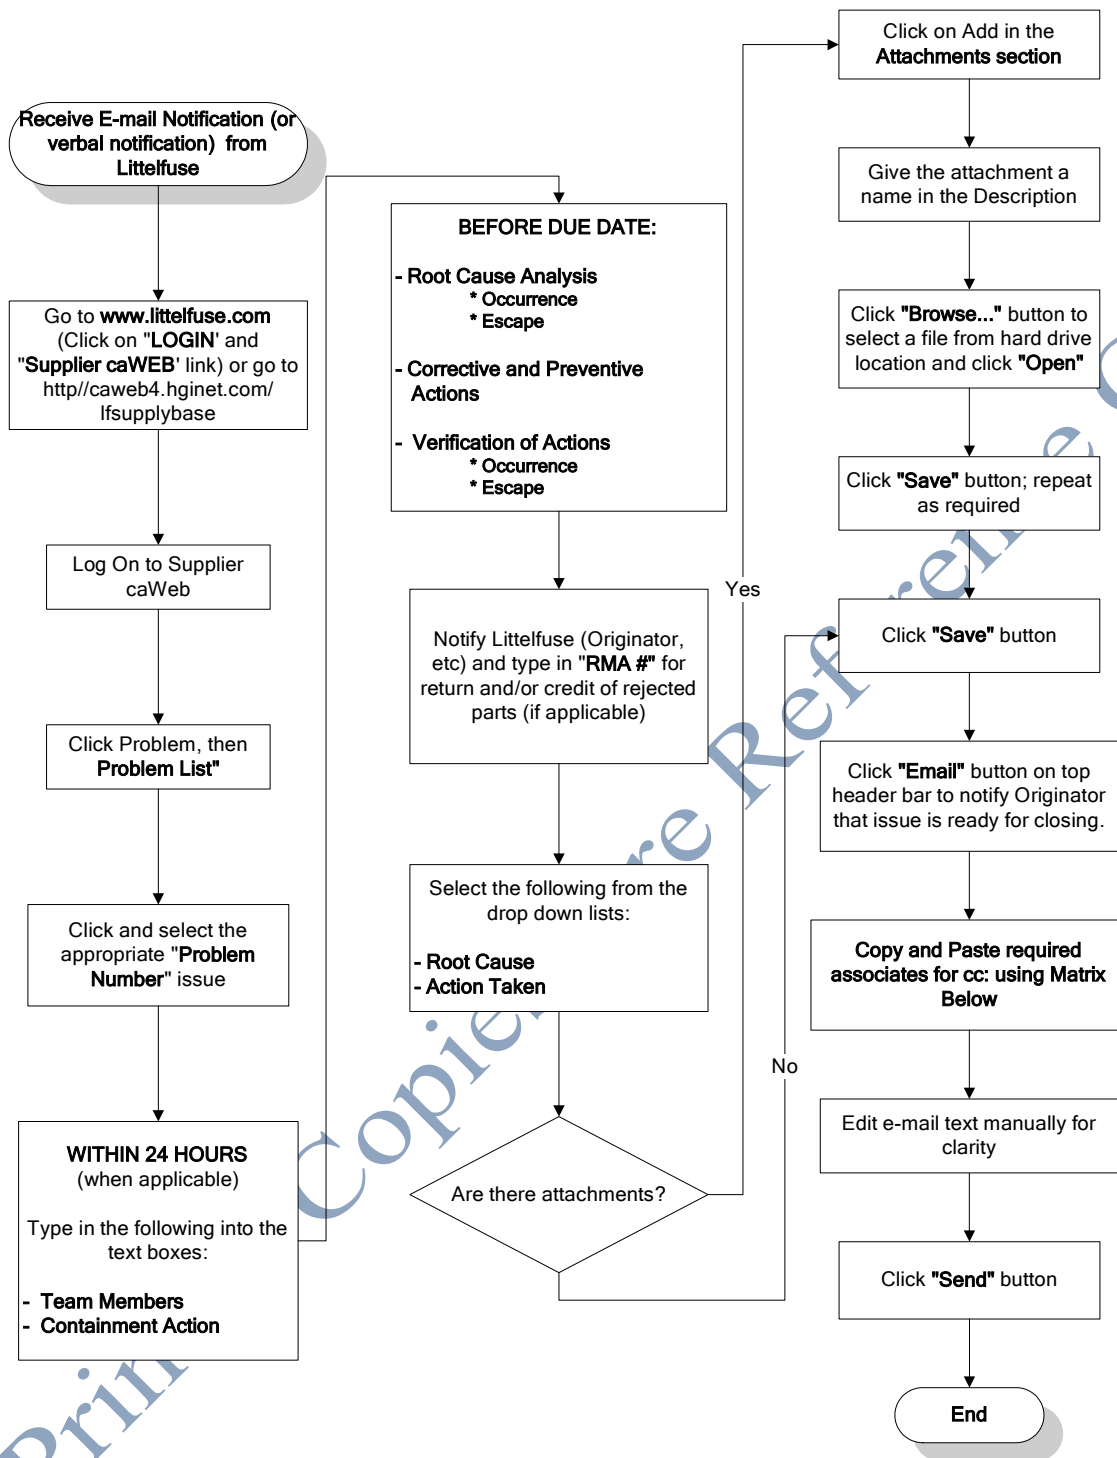 Receive E-mail Notification (or
verbal notification) from
Littelfuse
Go to www.littelfuse.com
(Click on "LOGIN' and
"Supplier caWEB' link) or go to
http//caweb4.hginet.com/
lfsupplybase
Log On to Supplier
caWeb
Click Problem, then
Problem List"
Click and select the
appropriate "Problem
Number" issue
WITHIN 24 HOURS
(when applicable)
Type in the following into the
text boxes:
- Team Members
- Containment Action
BEFORE DUE DATE:
- Root Cause Analysis
* Occurrence
* Escape
- Corrective and Preventive
Actions
- Verification of Actions
* Occurrence
* Escape
Notify Littelfuse (Originator,
etc) and type in "RMA #" for
return and/or credit of rejected
parts (if applicable)
Select the following from the
drop down lists:
- Root Cause
- Action Taken
Are there attachments?
Yes
No
Click on Add in the
Attachments section
Give the attachment a
name in the Description
Click "Browse..." button to
select a file from hard drive
location and click "Open"
Click "Save" button; repeat
as required
Click "Save" button
Click "Email" button on top
header bar to notify Originator
that issue is ready for closing.
Copy and Paste required
associates for cc: using Matrix
Below
Edit e-mail text manually for
clarity
Click "Send" button
End